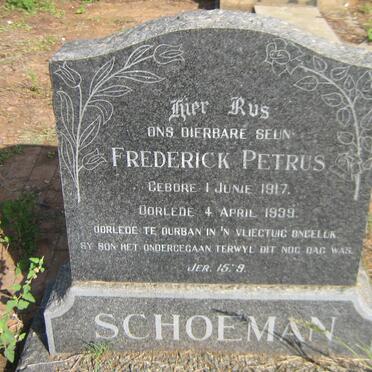 Hier Rus
ONS DIERBARE SEUN
FREDERICK PETRUS
GEBORE 1 JUNIE 1917.
OORLEDE 4 APRIL 1939.
OORLEDE TE DURBAN IN 'N VLIEGTUIG ONGELUK
SY SON HET ONDERGEGAAN TERWYL DIT NOG DAG WAS.
JER. 15:9.
SCHOEMAN